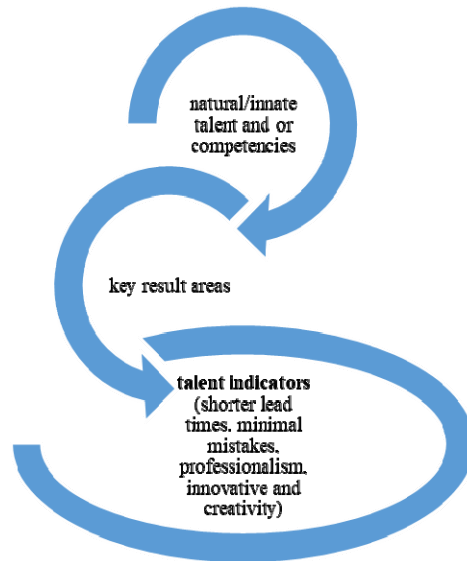 natural/innate
talent and or
competencies
key result areas
talent indicators
(shorter lead
times. minimal
mistakes,
professionalism,
innovative and
creativity)